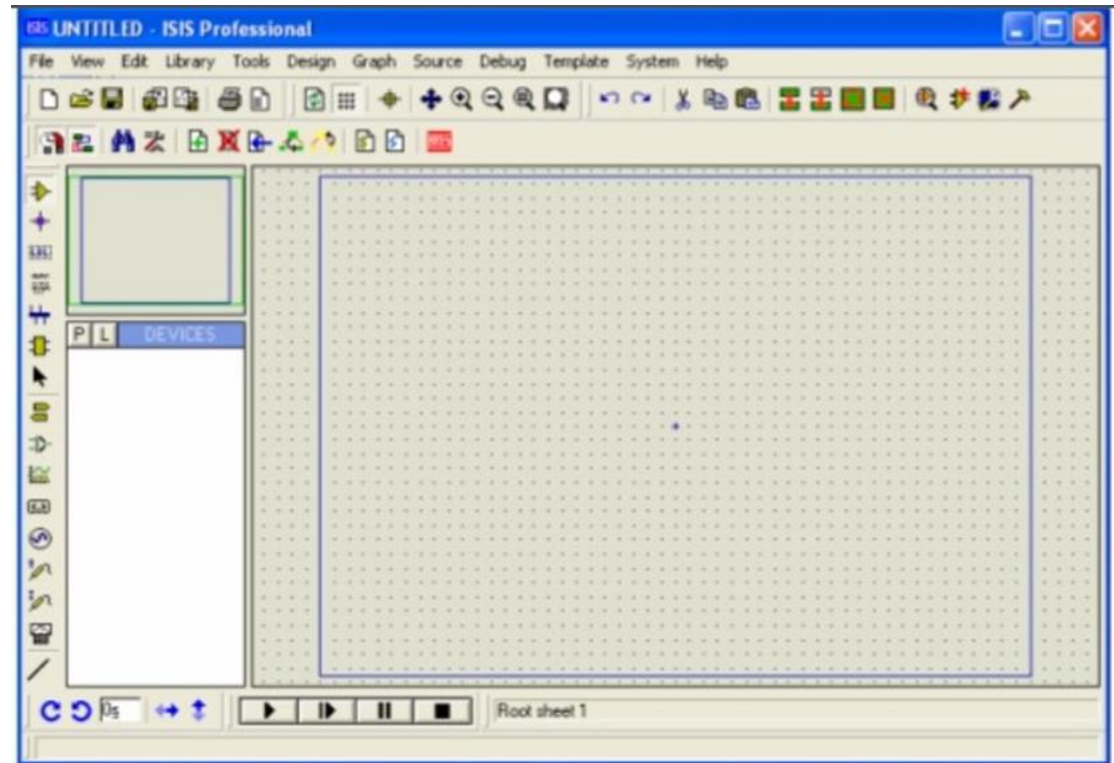 ISIS UNTITLED - ISIS Professional
File View Edit Library Tools Design Graph Source Debug Template System Help
P L DEVICES
Root sheet 1